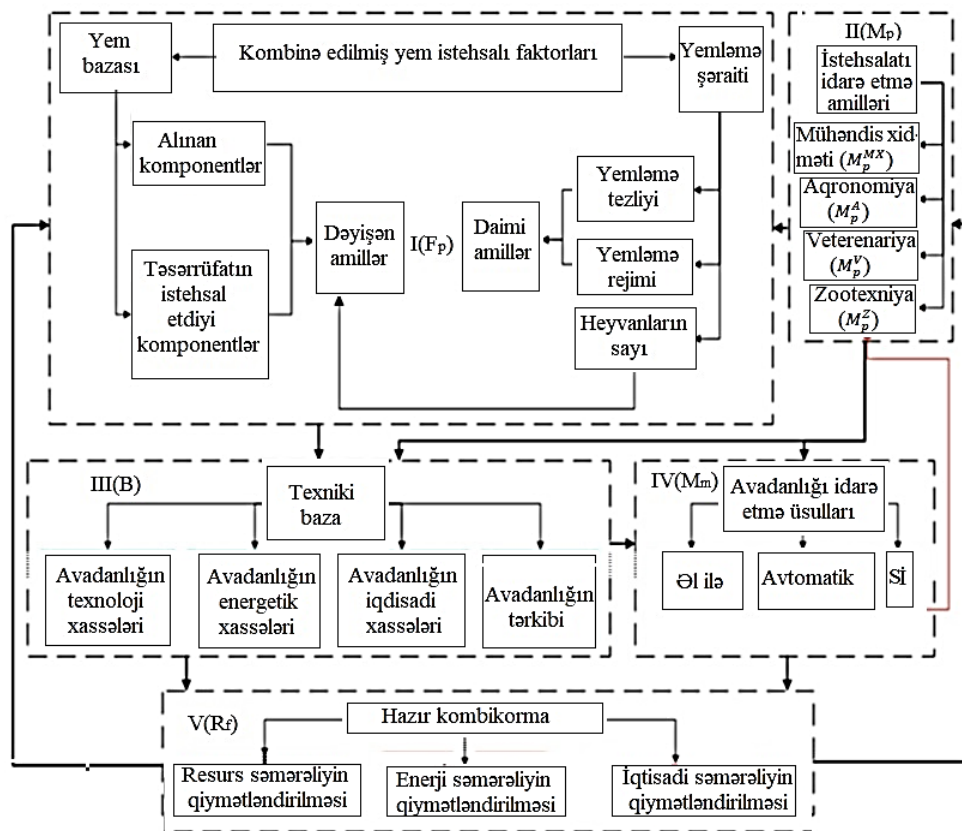 Yem
bazası
Kombinə edilmiş yem istehsalı faktorları
Yemləmə
şəraiti
Alınan
komponentlər
Təsərrüfatın
istehsal
etdiyi
komponentlər
Dəyişən
amillər
I(Fp)
Daimi
amillər
Yemləmə
tezliyi
Yemləmə
rejimi
Heyvanların
sayı
II(Mp)
İstehsalatı
idarə etmə
amilləri
Mühəndis xid-
məti (M_p^{MX})
Aqronomiya
(M_p^A)
Veterenariya
(M_p^V)
Zootexniya
(M_p^Z)
III(B)
Texniki
baza
Avadanlığın
texnoloji
xassələri
Avadanlığın
energetik
xassələri
Avadanlığın
iqdisadi
xassələri
Avadanlığın
tərkibi
IV(Mm)
Avadanlığı idarə
etmə üsulları
Əl ilə
Avtomatik
Sİ
V(Rf)
Hazır kombikorma
Resurs səmərəliyin
qiymətləndirilməsi
Enerji səmərəliyin
qiymətləndirilməsi
İqtisadi səmərəliyin
qiymətləndirilməsi